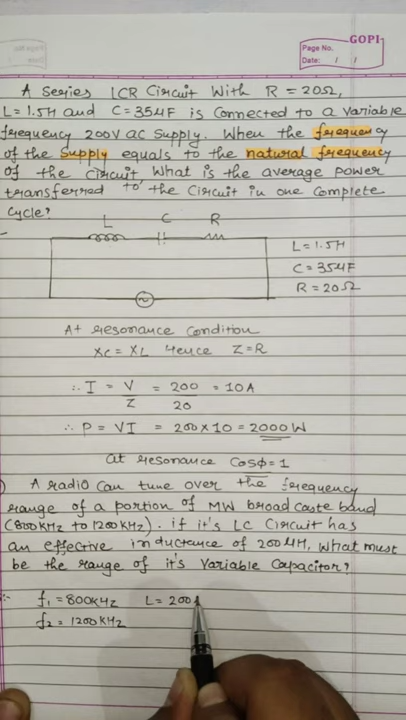 GOPI
Page No.
Date: / /
A Series LCR Circuit With R = 20Ω,
L = 1.5H and C = 35μF is Connected to a Variable
frequency 200V ac Supply. When the frequency
of the Supply equals to the natural frequency
of the circuit What is the average power
transferred to the Circuit in one Complete
Cycle?
L C R
L = 1.5H
C = 35μF
R = 20Ω
At resonance Condition
Xc = XL Hence Z = R
∴ I = V/Z = 200/20 = 10A
∴ P = VI = 200×10 = 2000W
at resonance Cosφ = 1
A radio Can tune over the frequency
range of a portion of MW broad caste band
(800KHz to 1200KHz). if it's LC Circuit has
an effective inductance of 200μH, What must
be the range of it's Variable Capacitor?
f₁ = 800KHz L = 200
f₂ = 1200KHz